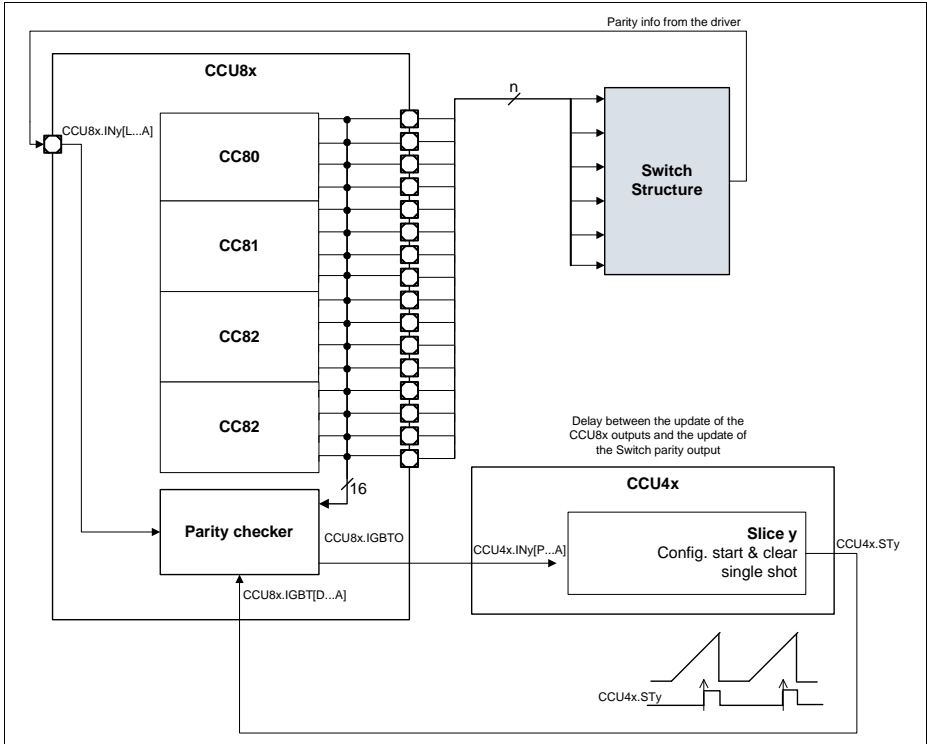 Parity info from the driver
CCU8x
n
CCU8x.INy[L...A]
CC80
Switch
Structure
CC81
CC82
CC82
Delay between the update of the
CCU8x outputs and the update of
the Switch parity output
16
CCU4x
Parity checker
CCU8x.IGBTO
CCU4x.INy[P...A]
Slice y
Config. start & clear
single shot
CCU4x.STy
CCU8x.IGBT[D...A]
CCU4x.STy